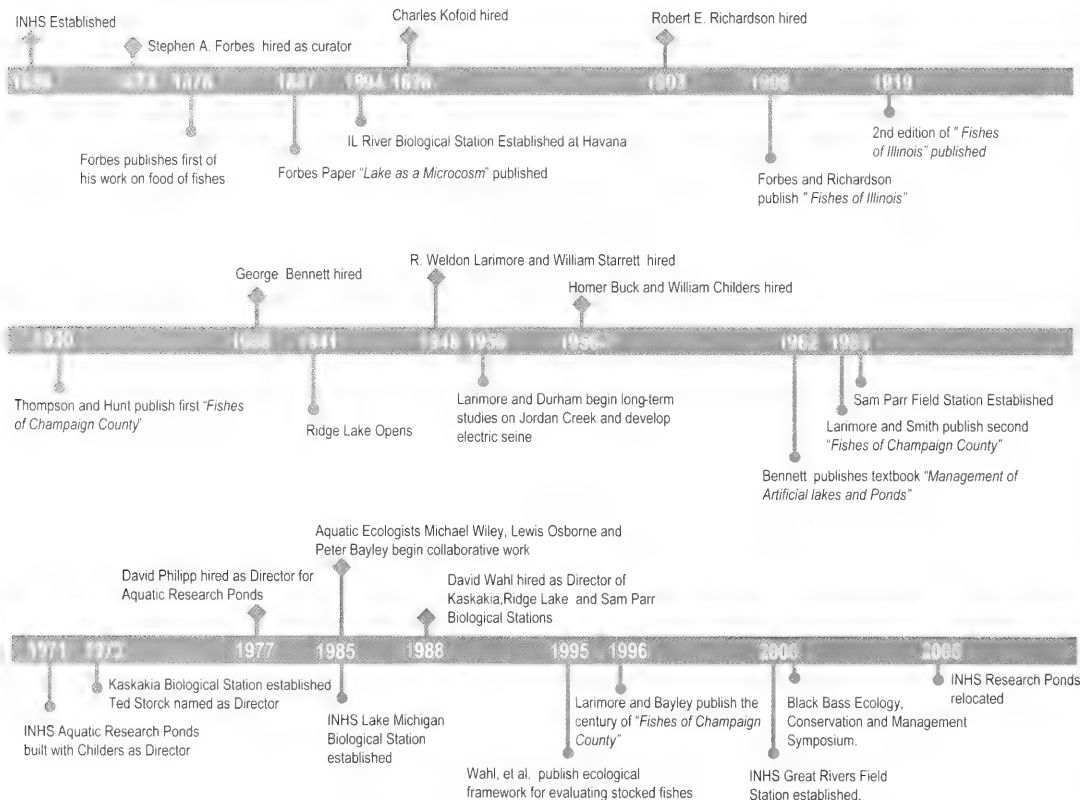 INHS Established
Stephen A. Forbes hired as curator
Charles Kofoid hired
Robert E. Richardson hired
1887
1894
1903
1908
1919
Forbes publishes first of
his work on food of fishes
Forbes Paper "Lake as a Microcosm" published
IL River Biological Station Established at Havana
Forbes and Richardson
publish " Fishes of Illinois"
2nd edition of " Fishes
of Illinois" published
George Bennett hired
R. Weldon Larimore and William Starrett hired
Homer Buck and William Childers hired
1930
1941
1950
Thompson and Hunt publish first "Fishes
of Champaign County"
Ridge Lake Opens
Larimore and Durham begin long-term
studies on Jordan Creek and develop
electric seine
Bennett publishes textbook "Management of
Artificial lakes and Ponds"
Larimore and Smith publish second
"Fishes of Champaign County"
Sam Parr Field Station Established
David Philipp hired as Director for
Aquatic Research Ponds
Aquatic Ecologists Michael Wiley, Lewis Osborne and
Peter Bayley begin collaborative work
David Wahl hired as Director of
Kaskakia,Ridge Lake and Sam Parr
Biological Stations
1971
1977
1985
1988
1995
1996
2000
INHS Aquatic Research Ponds
built with Childers as Director
Kaskakia Biological Station established
Ted Storck named as Director
INHS Lake Michigan
Biological Station
established
Wahl, et al. publish ecological
framework for evaluating stocked fishes
Larimore and Bayley publish the
century of "Fishes of Champaign
County"
INHS Great Rivers Field
Station established.
Black Bass Ecology,
Conservation and Management
Symposium.
INHS Research Ponds
relocated